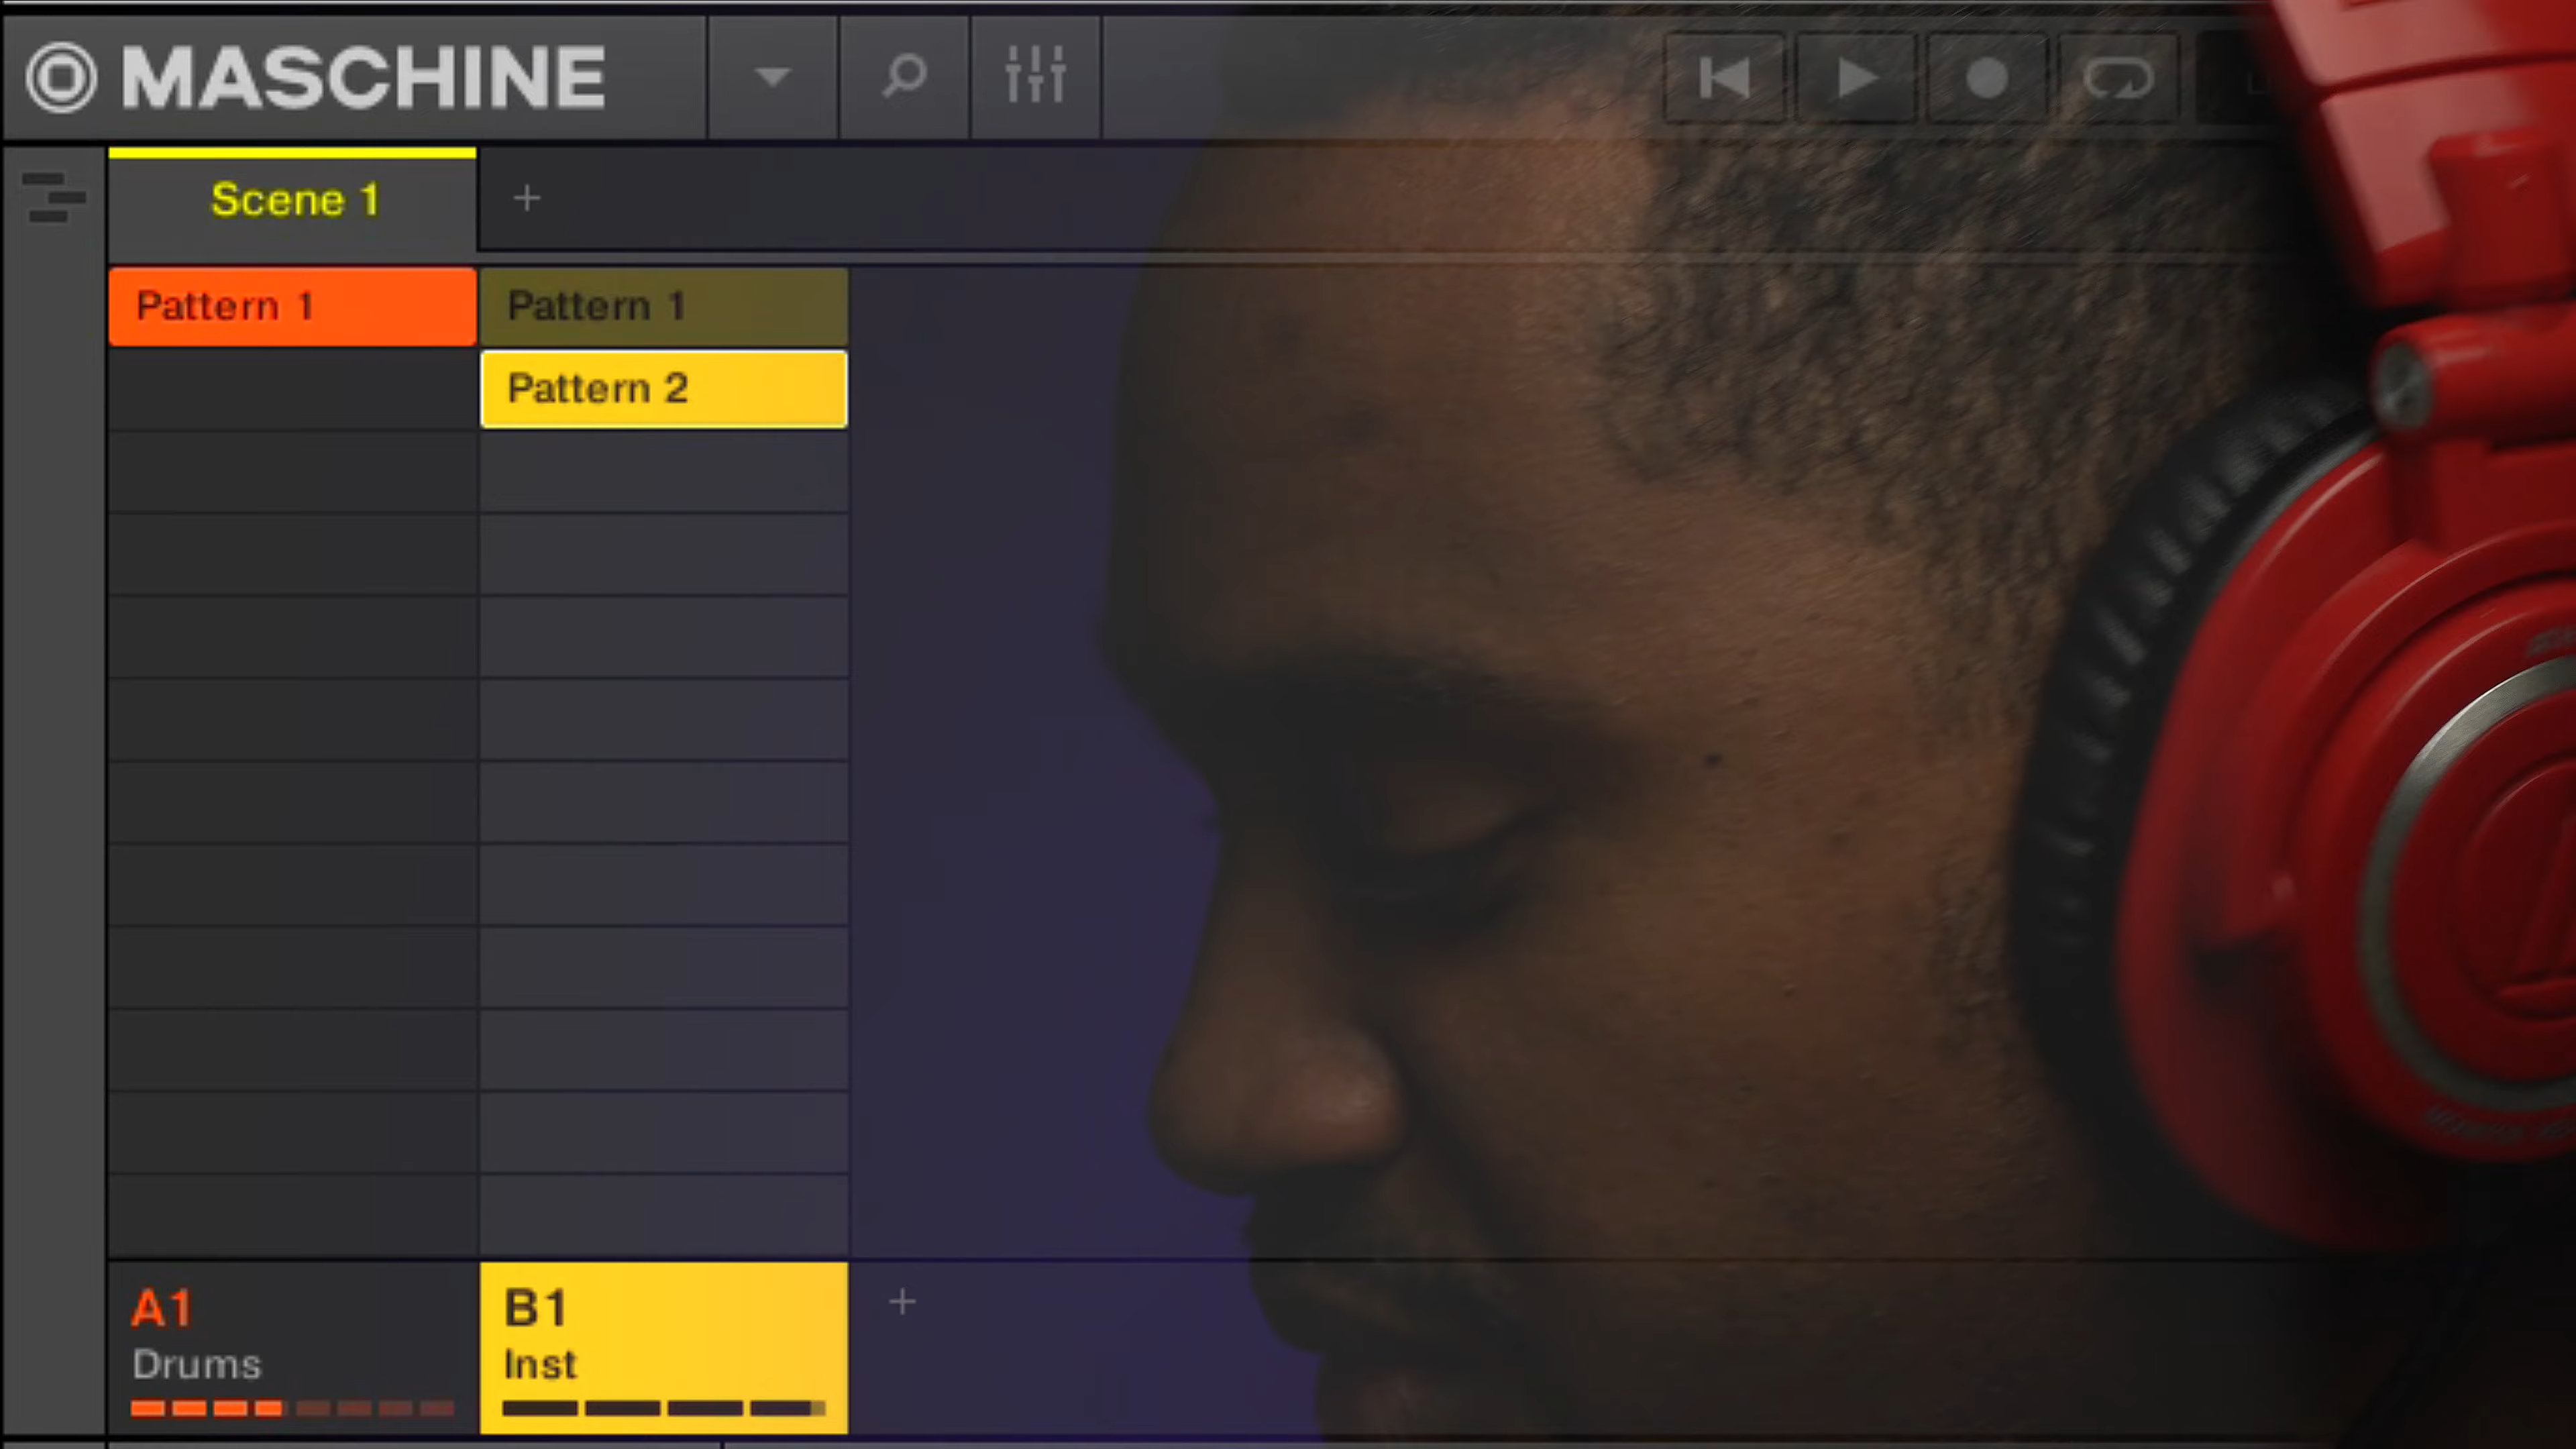 MASCHINE
Scene 1
Pattern 1
Pattern 1
Pattern 2
A1
B1
Drums
Inst